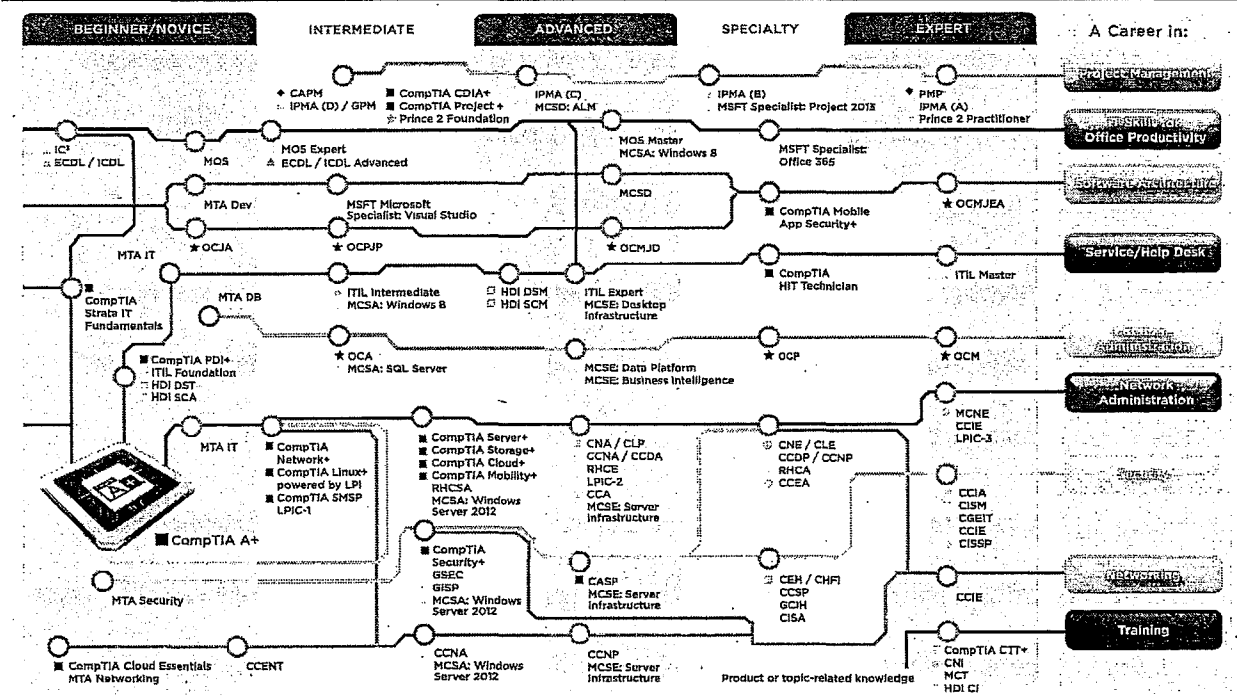 BEGINNER/NOVICE
INTERMEDIATE
ADVANCED
SPECIALTY
EXPERT
A Career in:
CAPM
IPMA (D) / GPM
CompTIA CDIA+
CompTIA Project +
Prince 2 Foundation
IPMA (C)
MCSD: ALM
IPMA (B)
MSFT Specialist: Project 2013
PMP
IPMA (A)
Prince 2 Practitioner
Project Management
IC³
ECDL / ICDL
MOS
MOS Expert
ECDL / ICDL Advanced
MOS Master
MCSA: Windows 8
MSFT Specialist:
Office 365
Office Productivity
MTA Dev
MSFT Microsoft
Specialist: Visual Studio
MCSD
CompTIA Mobile
App Security+
OCMJEA
Software Architecture
OCJA
OCPJP
OCMJD
MTA IT
CompTIA
Strata IT
Fundamentals
ITIL Intermediate
MCSA: Windows 8
HDI DSM
HDI SCM
ITIL Expert
MCSE: Desktop
Infrastructure
CompTIA
HIT Technician
ITIL Master
Service/Help Desk
MTA DB
OCA
MCSA: SQL Server
MCSE: Data Platform
MCSE: Business Intelligence
OCP
OCM
Administration
CompTIA PDI+
ITIL Foundation
HDI DST
HDI SCA
MTA IT
CompTIA
Network+
CompTIA Linux+
powered by LPI
CompTIA SMSP
LPIC-1
CompTIA Server+
CompTIA Storage+
CompTIA Cloud+
CompTIA Mobility+
RHCSA
MCSA: Windows
Server 2012
CNA / CLP
CCNA / CCDA
RHCE
LPIC-2
CCA
MCSE: Server
Infrastructure
CNE / CLE
CCDP / CCNP
RHCA
CCEA
MCNE
CCIE
LPIC-3
Network
Administration
A+
CompTIA A+
MTA Security
CompTIA
Security+
GSEC
GISP
MCSA: Windows
Server 2012
CASP
MCSE: Server
Infrastructure
CEH / CHFI
CCSP
GCIH
CISA
CCIA
CISM
CGEIT
CCIE
CISSP
CompTIA Cloud Essentials
MTA Networking
CCENT
CCNA
MCSA: Windows
Server 2012
CCNP
MCSE: Server
Infrastructure
CCIE
Networking
Product or topic-related knowledge
CompTIA CTT+
CNI
MCT
HDI CI
Training